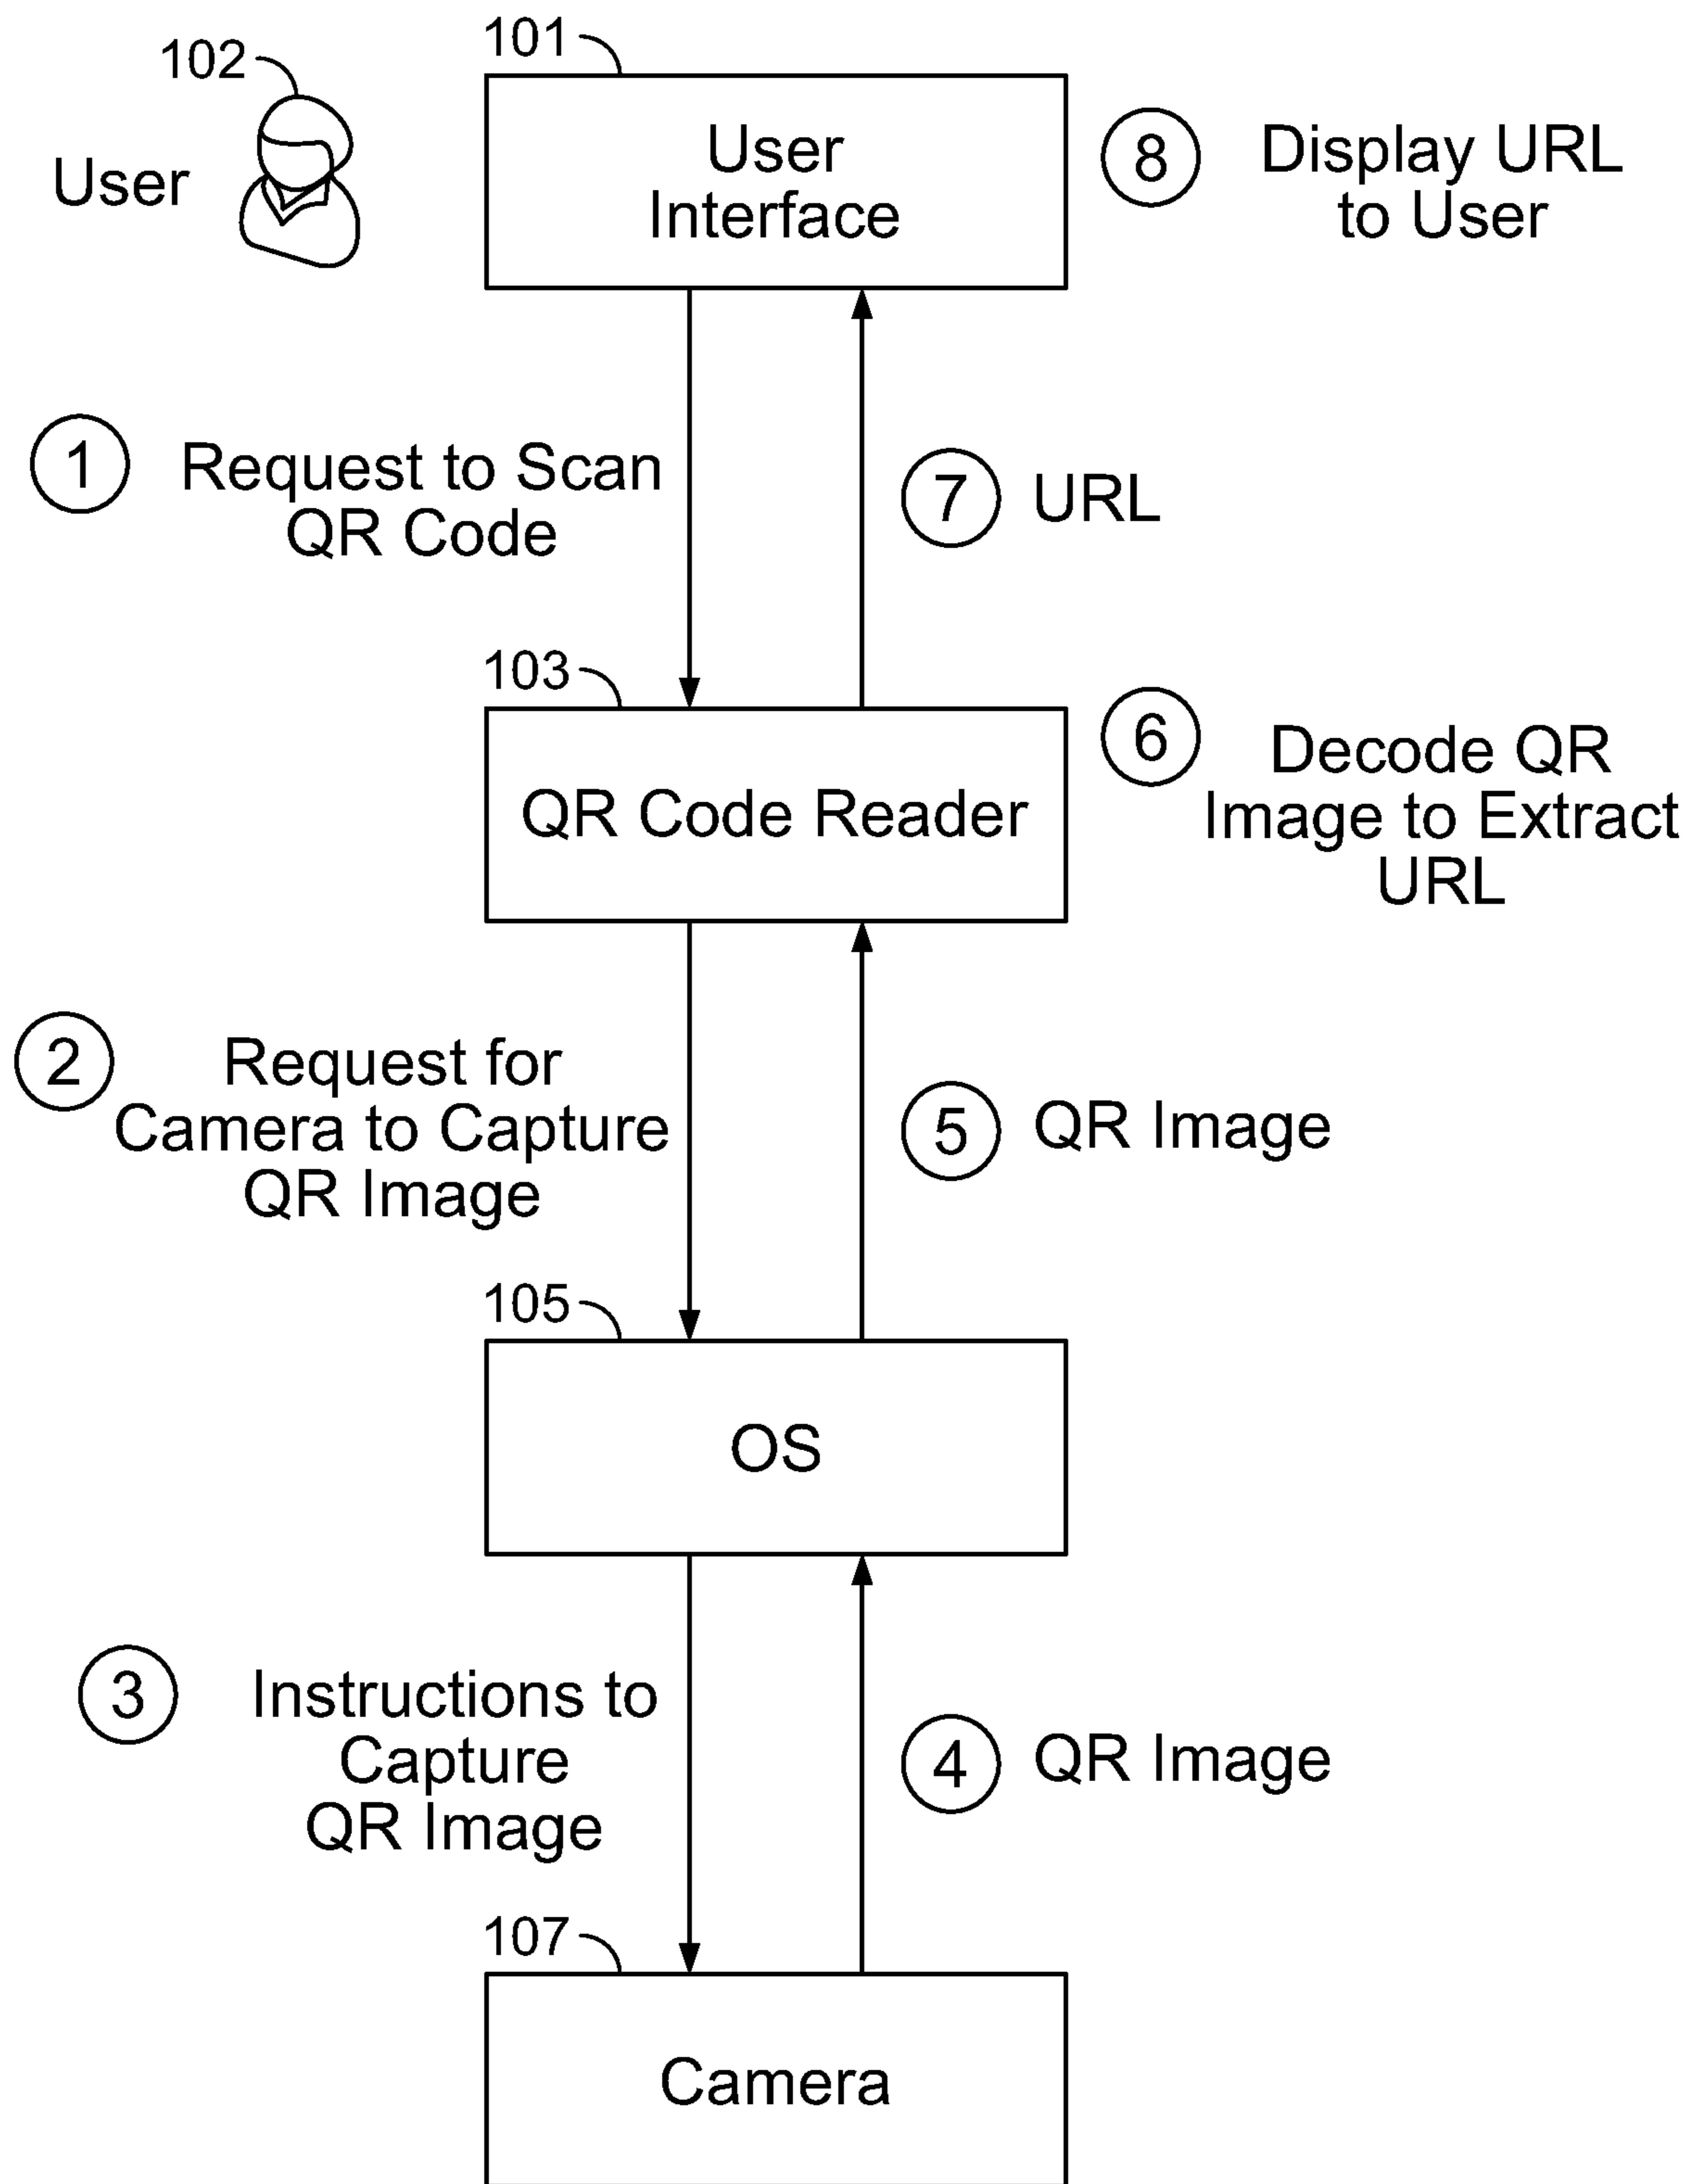 101
102
User
User
Interface
8
Display URL
to User
1
Request to Scan
QR Code
7
URL
103
QR Code Reader
6
Decode QR
Image to Extract
URL
2
Request for
Camera to Capture
QR Image
5
QR Image
105
OS
3
Instructions to
Capture
QR Image
4
QR Image
107
Camera